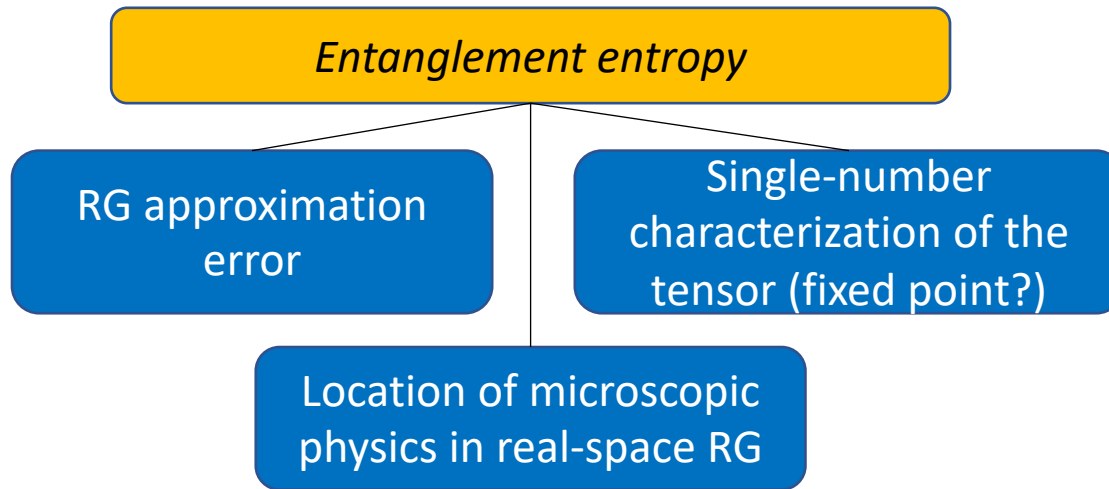 Entanglement entropy
RG approximation
error
Single-number
characterization of the
tensor (fixed point?)
Location of microscopic
physics in real-space RG